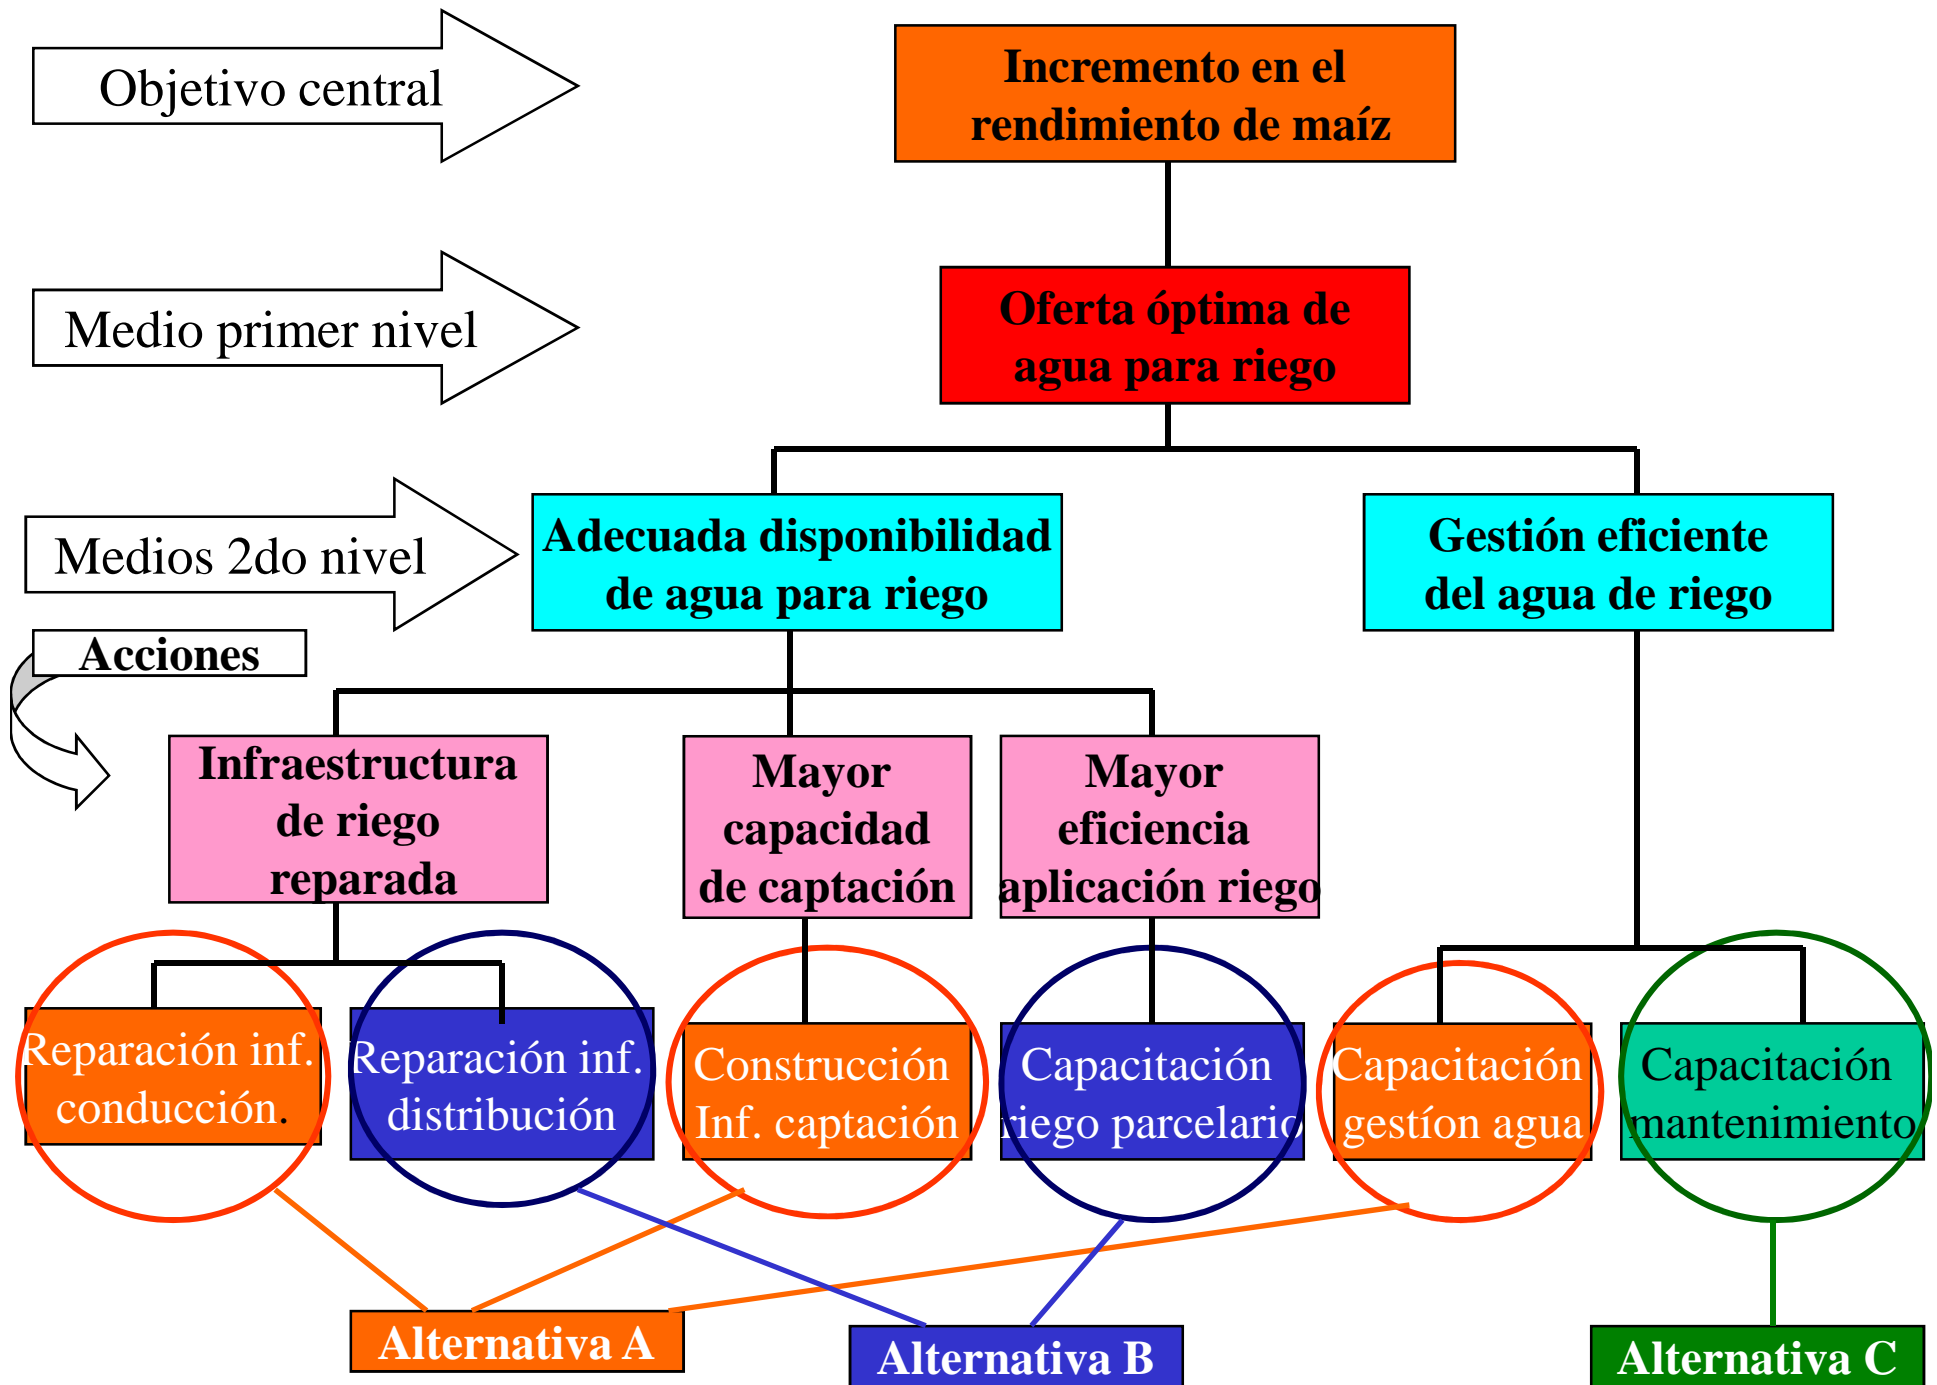 Objetivo central
Incremento en el
rendimiento de maíz
Medio primer nivel
Oferta óptima de
agua para riego
Medios 2do nivel
Adecuada disponibilidad
de agua para riego
Gestión eficiente
del agua de riego
Acciones
Infraestructura
de riego
reparada
Mayor
capacidad
de captación
Mayor
eficiencia
aplicación riego
Reparación inf.
conducción.
Reparación inf.
distribución
Construcción
Inf. captación
Capacitación
riego parcelario
Capacitación
gestíon agua
Capacitación
mantenimiento
Alternativa A
Alternativa B
Alternativa C